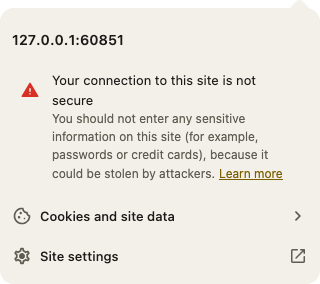 127.0.0.1:60851
Your connection to this site is not
secure
You should not enter any sensitive
information on this site (for example,
passwords or credit cards), because it
could be stolen by attackers. Learn more
Cookies and site data
Site settings